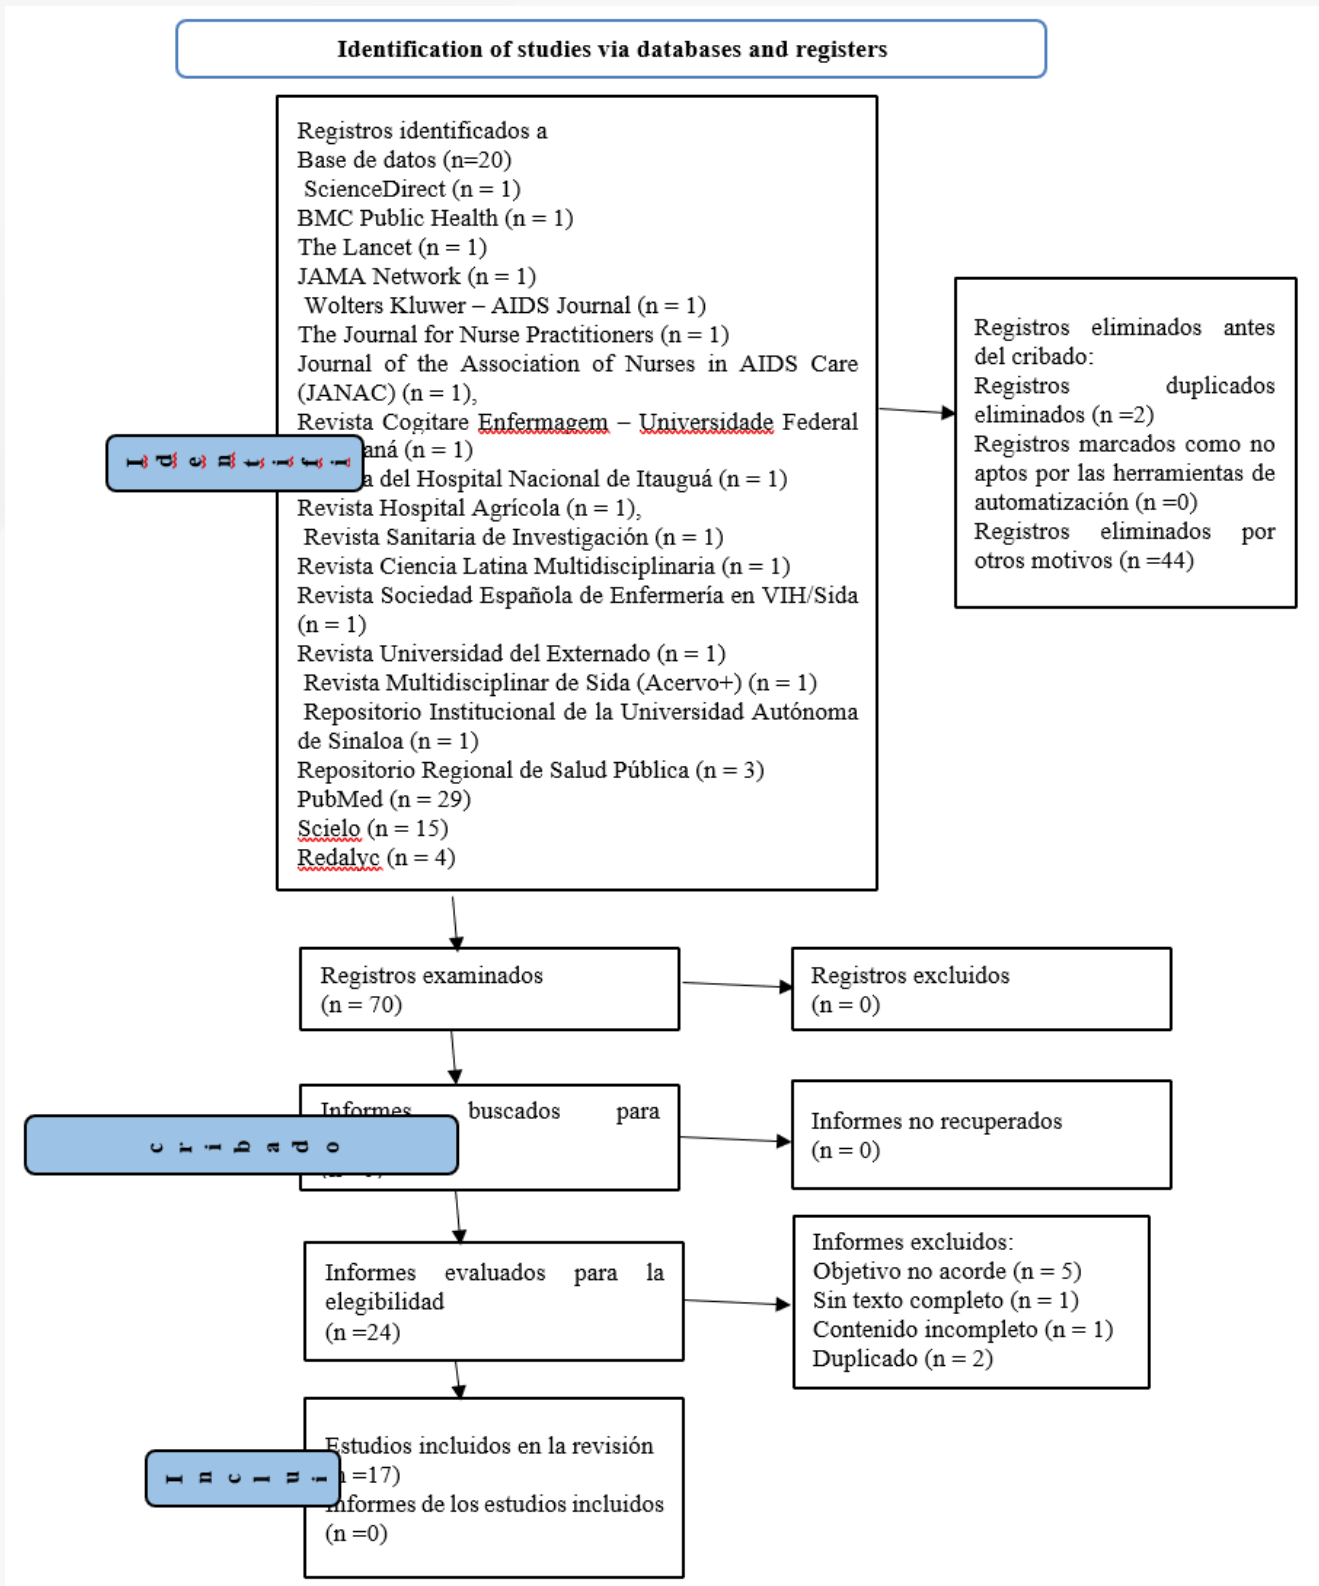 Identification of studies via databases and registers
Registros identificados a
Base de datos (n=20)
ScienceDirect (n = 1)
BMC Public Health (n = 1)
The Lancet (n = 1)
JAMA Network (n = 1)
Wolters Kluwer – AIDS Journal (n = 1)
The Journal for Nurse Practitioners (n = 1)
Journal of the Association of Nurses in AIDS Care
(JANAC) (n = 1),
Revista Cogitare Enfermagem – Universidade Federal
aná (n = 1)
a del Hospital Nacional de Itauguá (n = 1)
Revista Hospital Agrícola (n = 1),
Revista Sanitaria de Investigación (n = 1)
Revista Ciencia Latina Multidisciplinaria (n = 1)
Revista Sociedad Española de Enfermería en VIH/Sida
(n = 1)
Revista Universidad del Externado (n = 1)
Revista Multidisciplinar de Sida (Acervo+) (n = 1)
Repositorio Institucional de la Universidad Autónoma
de Sinaloa (n = 1)
Repositorio Regional de Salud Pública (n = 3)
PubMed (n = 29)
Scielo (n = 15)
Redalyc (n = 4)
Identifi
Registros eliminados antes
del cribado:
Registros duplicados
eliminados (n =2)
Registros marcados como no
aptos por las herramientas de
automatización (n =0)
Registros eliminados por
otros motivos (n =44)
Registros examinados
(n = 70)
Registros excluidos
(n = 0)
Informes buscados para
cribado
Informes no recuperados
(n = 0)
Informes evaluados para la
elegibilidad
(n =24)
Informes excluidos:
Objetivo no acorde (n = 5)
Sin texto completo (n = 1)
Contenido incompleto (n = 1)
Duplicado (n = 2)
Estudios incluidos en la revisión
=17)
Informes de los estudios incluidos
(n =0)
Inclui